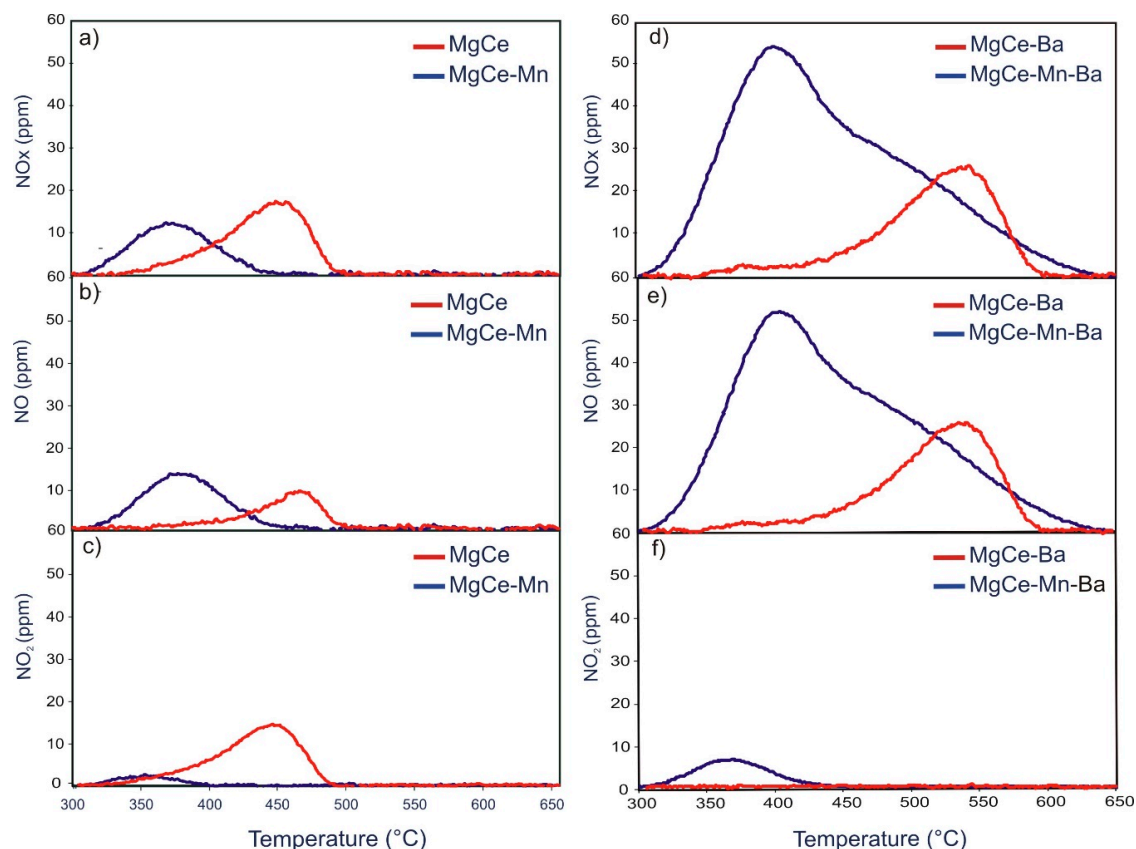 a)
MgCe
MgCe-Mn
NOx (ppm)
60
50
40
30
20
10
60
b)
MgCe
MgCe-Mn
NO (ppm)
50
40
30
20
10
60
c)
MgCe
MgCe-Mn
NO₂ (ppm)
50
40
30
20
10
0
300 350 400 450 500 550 600 650
Temperature (°C)
d)
MgCe-Ba
MgCe-Mn-Ba
NOx (ppm)
60
50
40
30
20
10
60
e)
MgCe-Ba
MgCe-Mn-Ba
NO (ppm)
50
40
30
20
10
60
f)
MgCe-Ba
MgCe-Mn-Ba
NO₂ (ppm)
50
40
30
20
10
0
300 350 400 450 500 550 600 650
Temperature (°C)